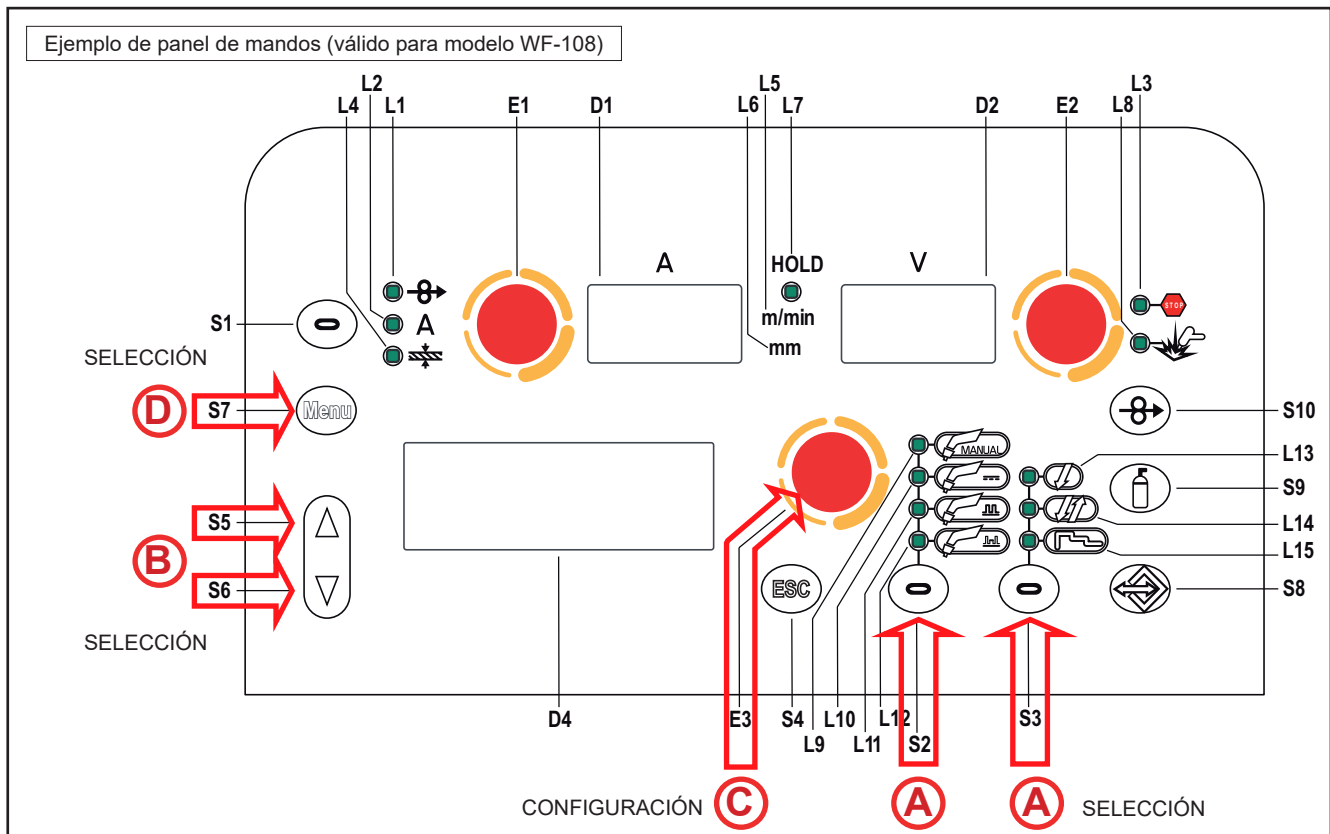 Ejemplo de panel de mandos (válido para modelo WF-108)
L2 L5 L3
L4 L1 E1 D1 L6 L7 D2 E2 L8
A HOLD V
STOP
m/min
S1 A
mm
SELECCIÓN
D S7 Menu S10
MANUAL L13
S9
S5 L14
B L15
S6 ESC S8
SELECCIÓN
D4 E3 S4 L10 L12 S3
L9 L11 S2
CONFIGURACIÓN C A A SELECCIÓN